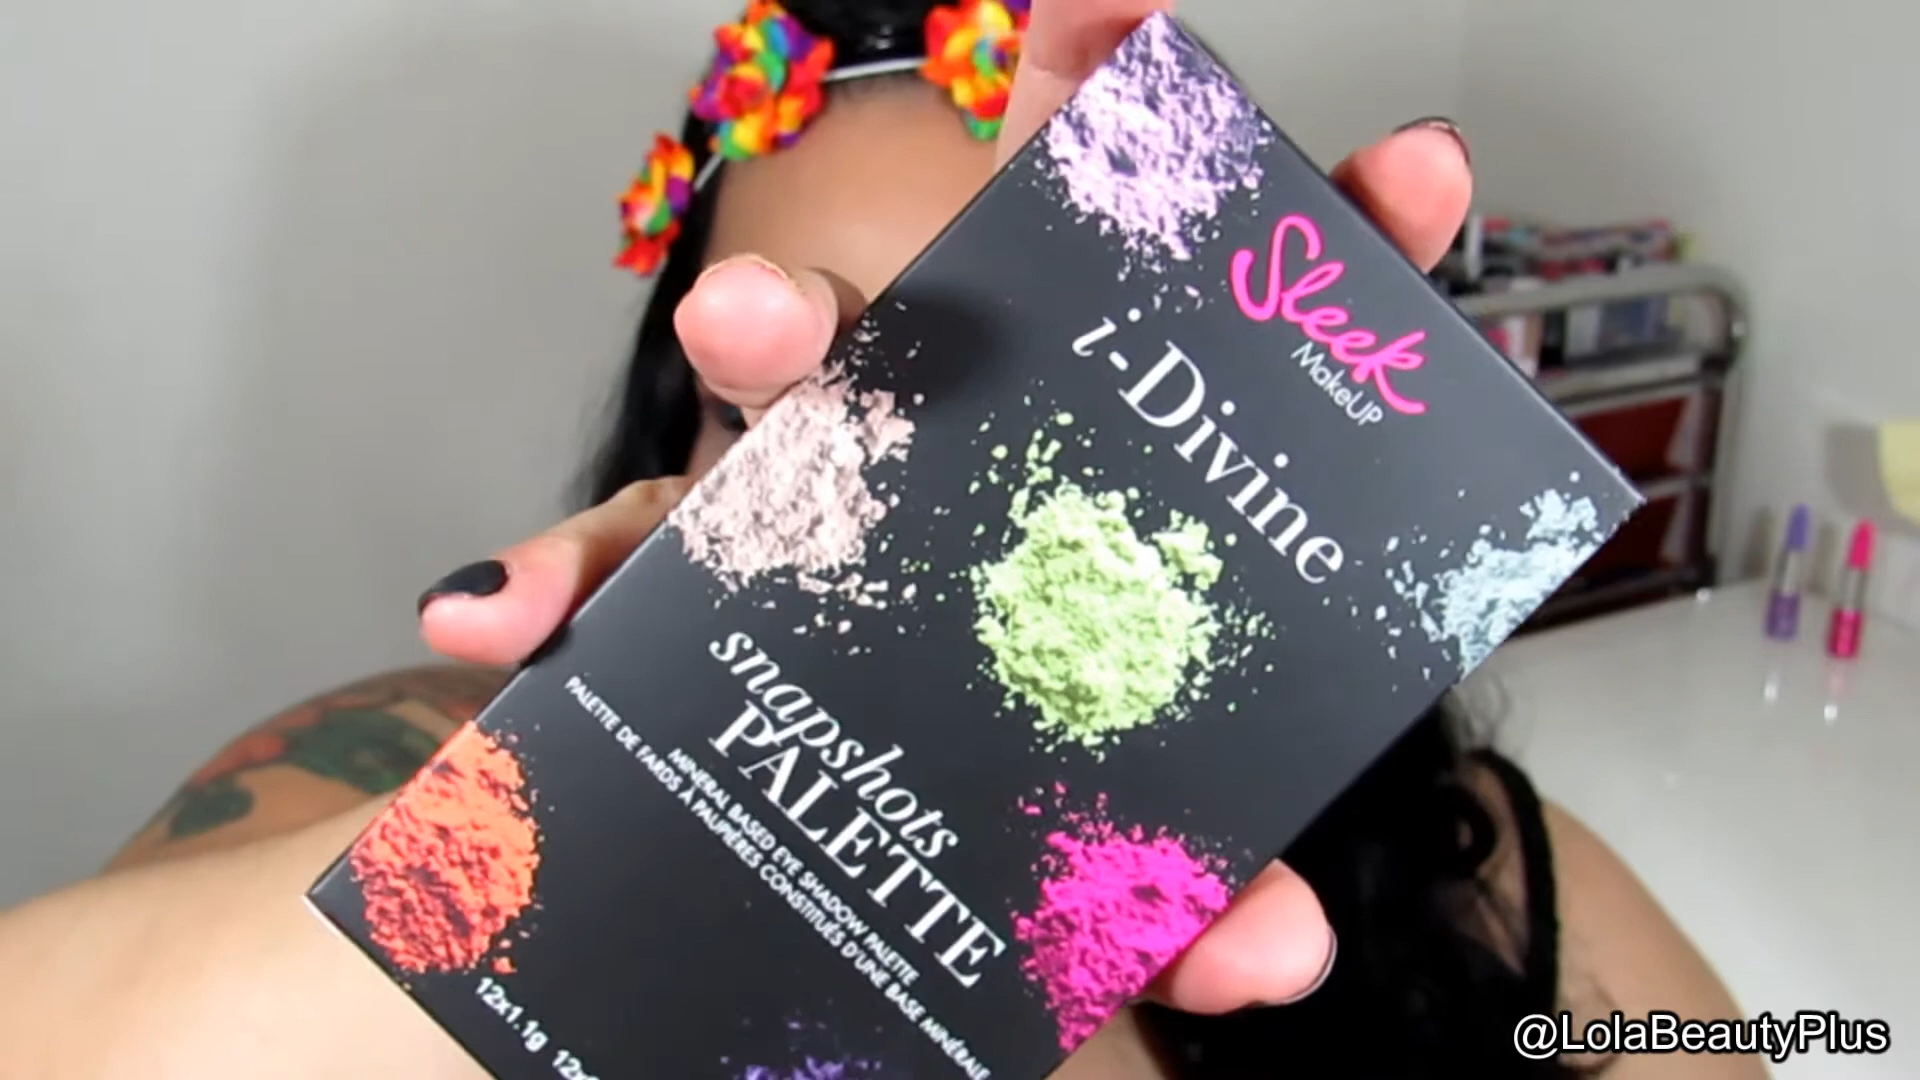 Sleek
MakeUP
i-Divine
snapshots
PALETTE
MINERAL BASED EYE SHADOW PALETTE
PALETTE DE FARDS À PAUPIÈRES CONSTITUÉS D'UNE BASE MINÉRALE
12x1.1g
@LolaBeautyPlus